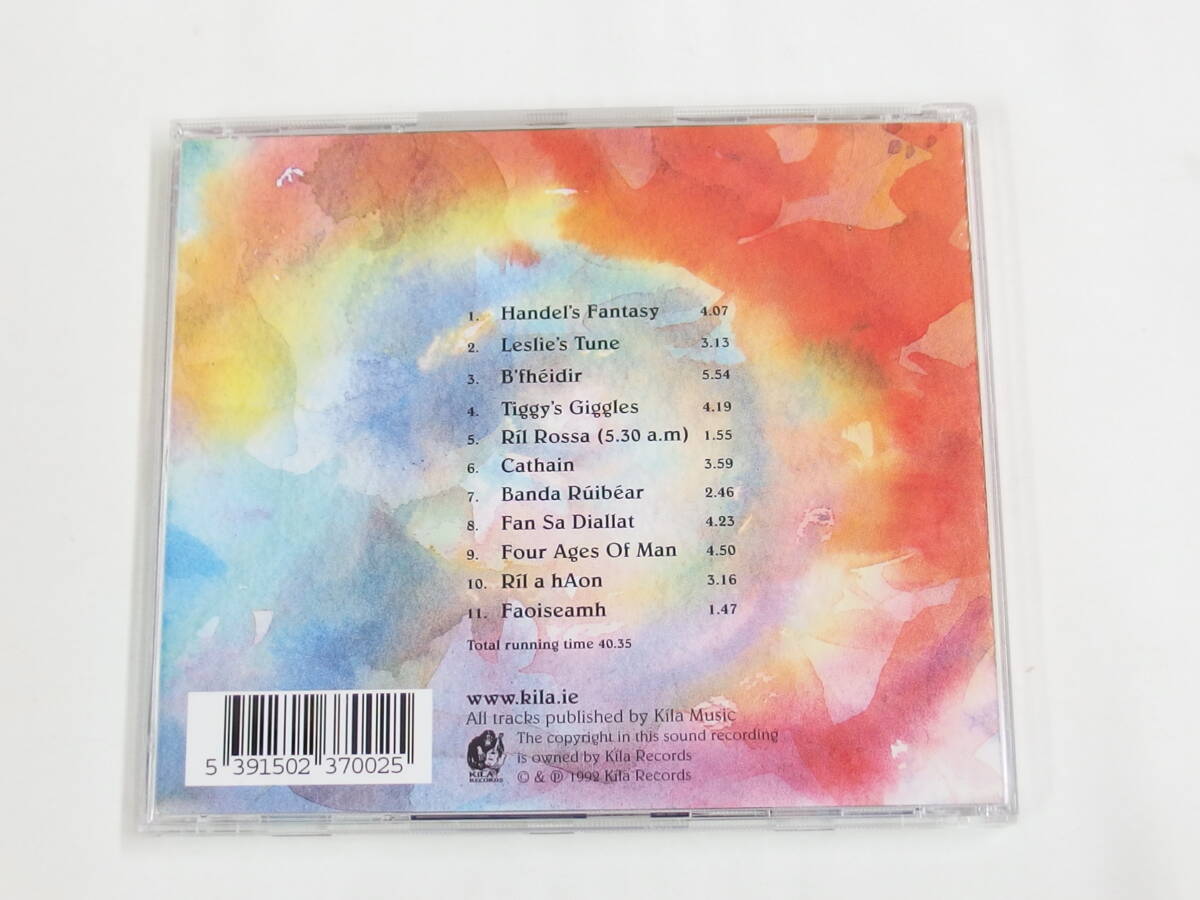 1. Handel's Fantasy 4.07
2. Leslie's Tune 3.13
3. B'fhéidir 5.54
4. Tiggy's Giggles 4.19
5. Ríl Rossa (5.30 a.m) 1.55
6. Cathain 3.59
7. Banda Rúibéar 2.46
8. Fan Sa Diallat 4.23
9. Four Ages Of Man 4.50
10. Ríl a hAon 3.16
11. Faoiseamh 1.47
Total running time 40.35
www.kila.ie
All tracks published by Kíla Music
The copyright in this sound recording
is owned by Kíla Records
© & ℗ 1992 Kíla Records
KÍLA
RECORDS
5 391502 370025